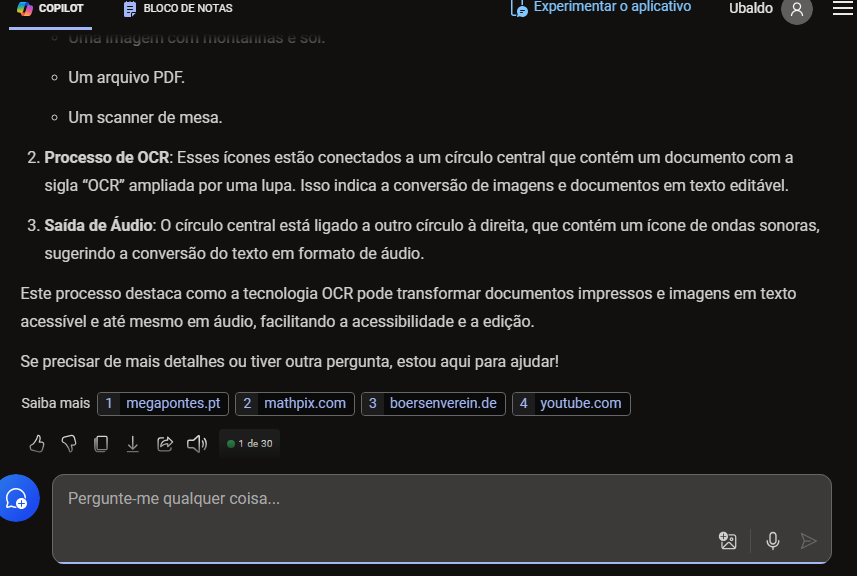 COPILOT
BLOCO DE NOTAS
Experimentar o aplicativo
Ubaldo
Uma imagem com montanhas e sol.
Um arquivo PDF.
Um scanner de mesa.
2. Processo de OCR: Esses ícones estão conectados a um círculo central que contém um documento com a
sigla “OCR” ampliada por uma lupa. Isso indica a conversão de imagens e documentos em texto editável.
3. Saída de Áudio: O círculo central está ligado a outro círculo à direita, que contém um ícone de ondas sonoras,
sugerindo a conversão do texto em formato de áudio.
Este processo destaca como a tecnologia OCR pode transformar documentos impressos e imagens em texto
acessível e até mesmo em áudio, facilitando a acessibilidade e a edição.
Se precisar de mais detalhes ou tiver outra pergunta, estou aqui para ajudar!
Saiba mais 1 megapontes.pt 2 mathpix.com 3 boersenverein.de 4 youtube.com
1 de 30
Pergunte-me qualquer coisa...